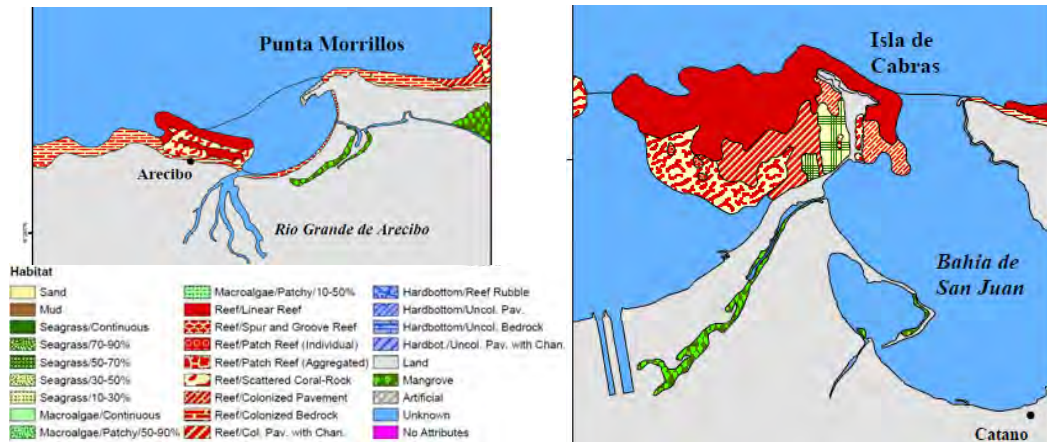 Punta Morrillos
Arecibo
Rio Grande de Arecibo
Habitat
Sand
Mud
Seagrass/Continuous
Seagrass/70-90%
Seagrass/50-70%
Seagrass/30-50%
Seagrass/10-30%
Macroalgae/Continuous
Macroalgae/Patchy/50-90%
Macroalgae/Patchy/10-50%
Reef/Linear Reef
Reef/Spur and Groove Reef
Reef/Patch Reef (Individual)
Reef/Patch Reef (Aggregated)
Reef/Scattered Coral-Rock
Reef/Colonized Pavement
Reef/Colonized Bedrock
Reef/Col. Pav. with Chan.
Hardbottom/Reef Rubble
Hardbottom/Uncol. Pav.
Hardbottom/Uncol. Bedrock
Hardbot./Uncol. Pav. with Chan.
Land
Mangrove
Artificial
Unknown
No Attributes
Isla de
Cabras
Bahia de
San Juan
Catano